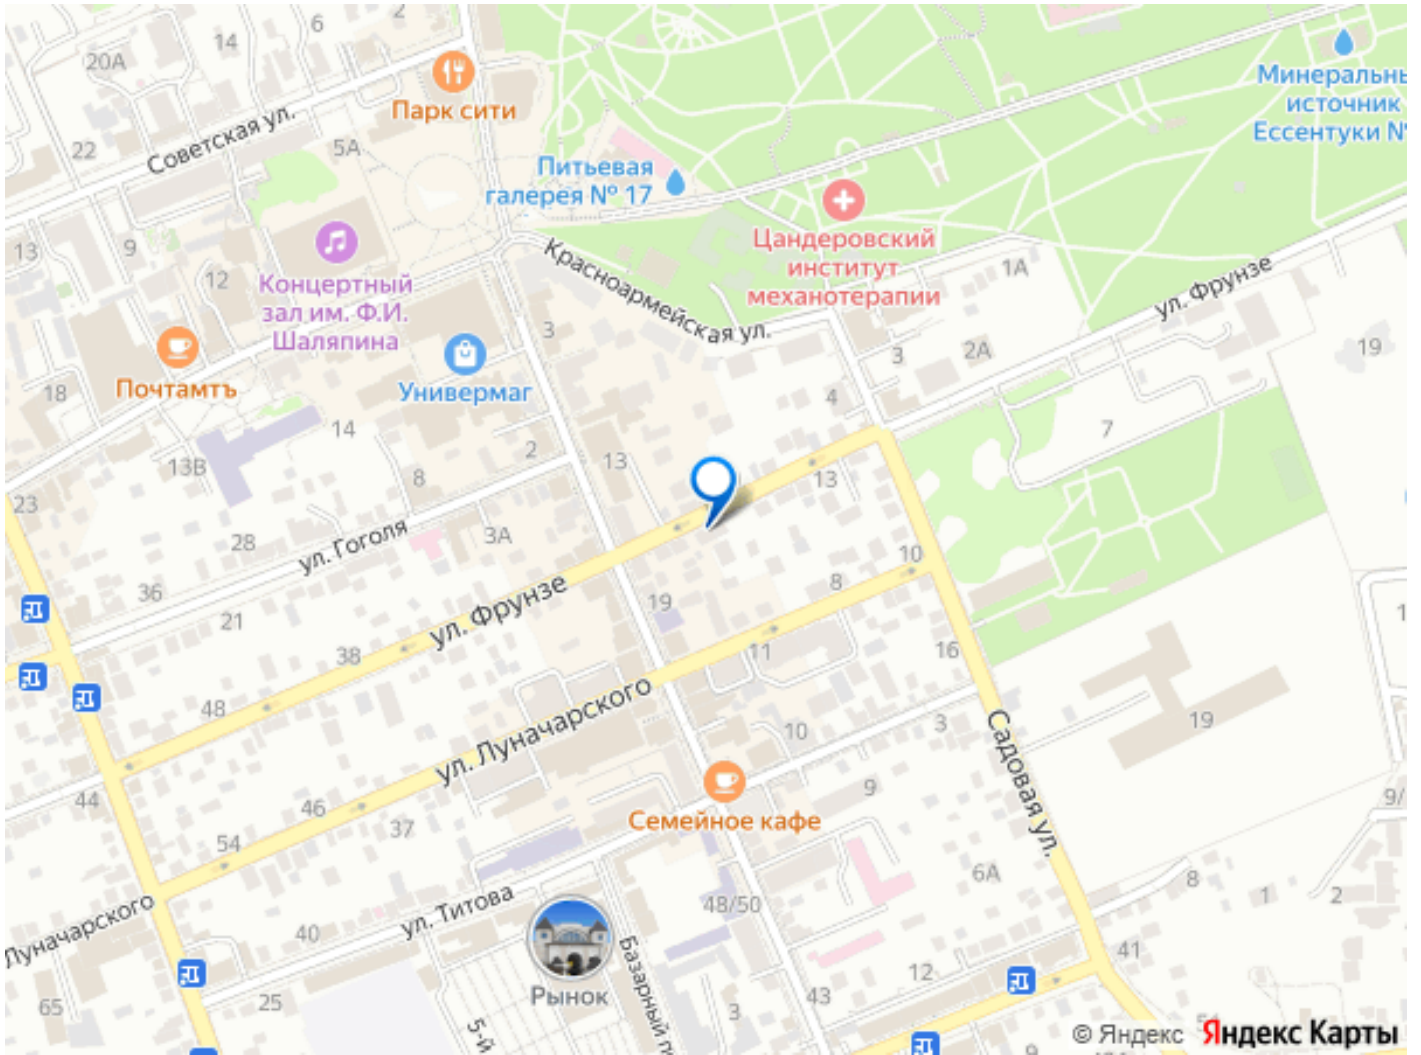 2
6
14
20А
Парк сити
Минеральны
источник
Ессентуки №
Советская ул.
5А
22
Питьевая
галерея № 17
Цандеровский
институт
механотерапии
13
9
12
Концертный
зал им. Ф.И.
Шаляпина
Красноармейская ул.
1А
ул. Фрунзе
3
3
2А
19
Почтамтъ
Универмаг
18
4
14
2
7
13В
8
13
13
23
28
ул. Гоголя
3А
10
36
21
ул. Фрунзе
19
8
38
11
16
48
ул. Луначарского
10
3
19
Садовая ул.
44
46
37
Семейное кафе
9
9/
54
6А
8
1
2
Луначарского
40
ул. Титова
48/50
Базарный п
41
12
65
25
Рынок
5-й
3
43
9
© Яндекс Яндекс Карты